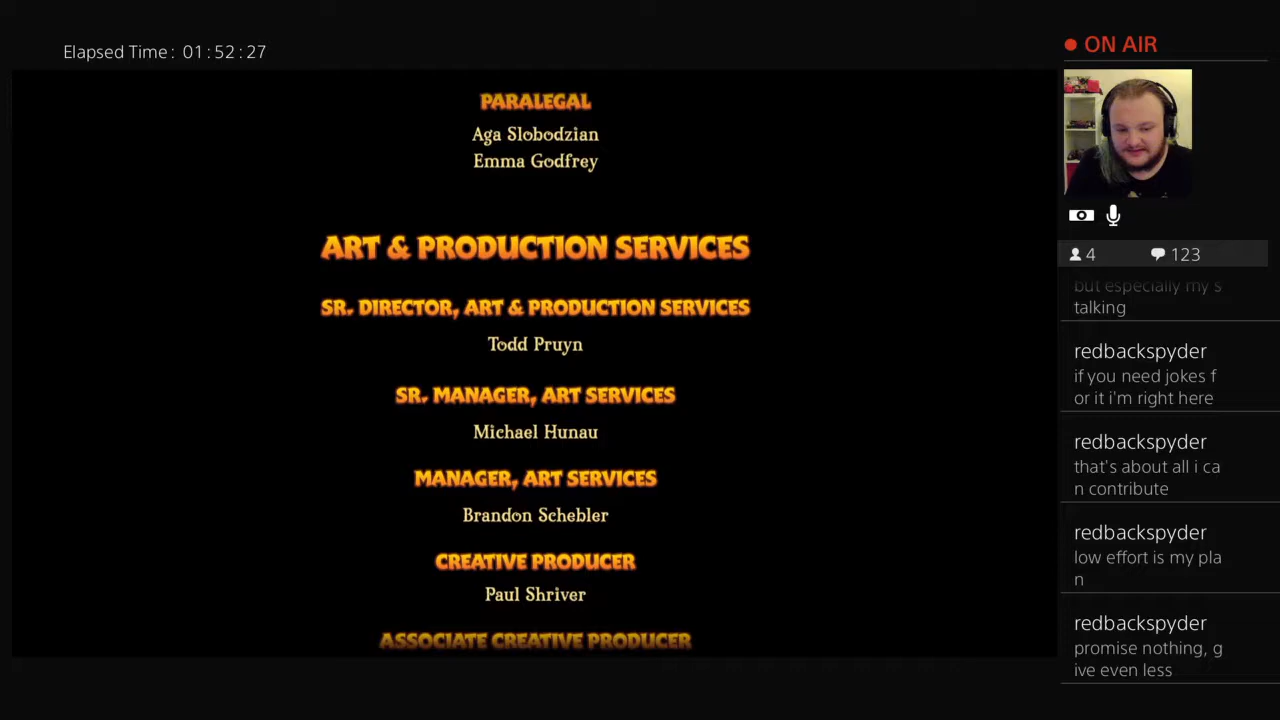 Elapsed Time: 01:52:27
ON AIR
PARALEGAL
Aga Slobodzian
Emma Godfrey
ART & PRODUCTION SERVICES
SR. DIRECTOR, ART & PRODUCTION SERVICES
Todd Pruyn
SR. MANAGER, ART SERVICES
Michael Hunau
MANAGER, ART SERVICES
Brandon Schebler
CREATIVE PRODUCER
Paul Shriver
ASSOCIATE CREATIVE PRODUCER
4 123
but especially my s
talking
redbackspyder
if you need jokes f
or it i'm right here
redbackspyder
that's about all i ca
n contribute
redbackspyder
low effort is my pla
n
redbackspyder
promise nothing, g
ive even less